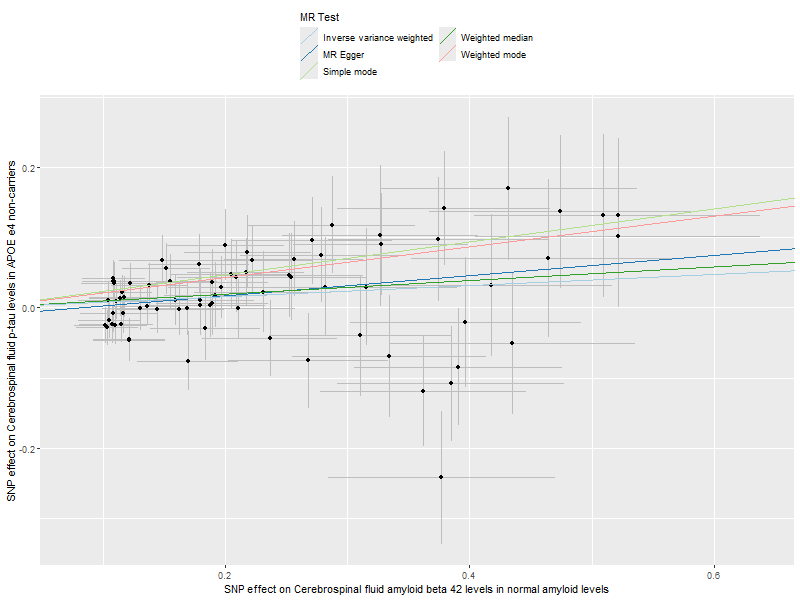 MR Test
Inverse variance weighted
Weighted median
MR Egger
Weighted mode
Simple mode
SNP effect on Cerebrospinal fluid p-tau levels in APOE e4 non-carriers
0.2
0.0
-0.2
0.2
0.4
0.6
SNP effect on Cerebrospinal fluid amyloid beta 42 levels in normal amyloid levels